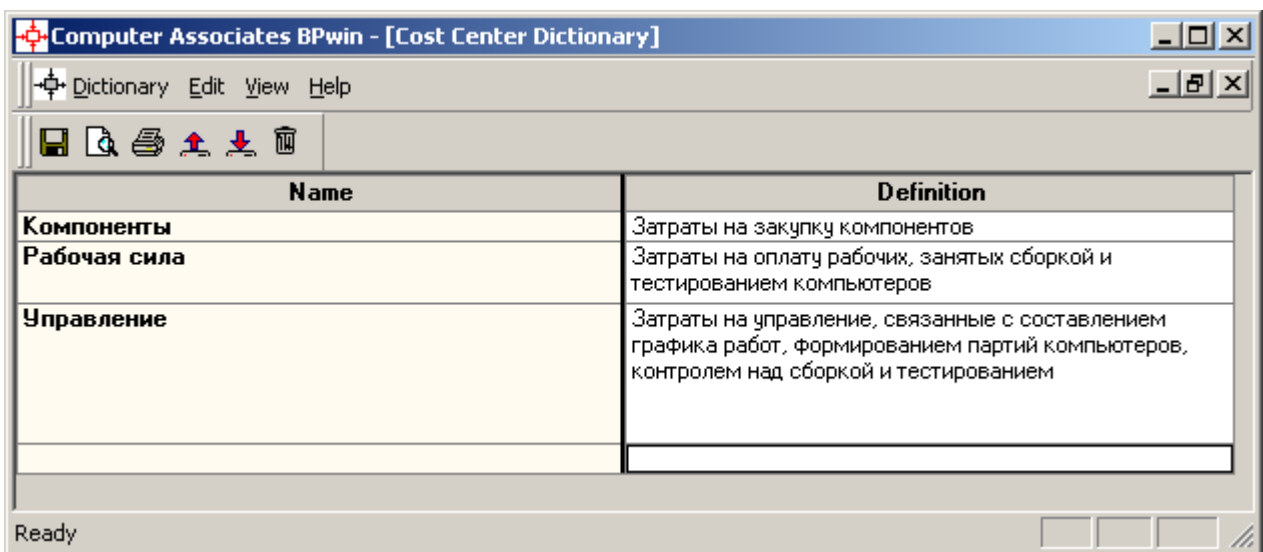 Computer Associates BPwin - [Cost Center Dictionary]
Dictionary Edit View Help
Name Definition
Компоненты Затраты на закупку компонентов
Рабочая сила Затраты на оплату рабочих, занятых сборкой и
тестированием компьютеров
Управление Затраты на управление, связанные с составлением
графика работ, формированием партий компьютеров,
контролем над сборкой и тестированием
Ready